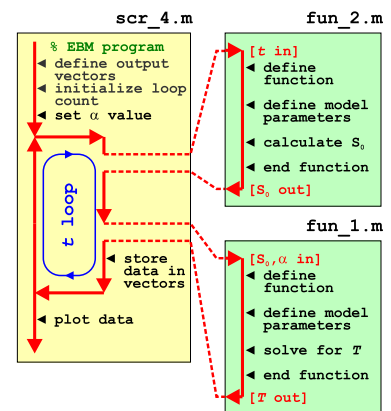 scr_4.m
% EBM program
define output
vectors
initialize loop
count
set α value
t loop
store
data in
vectors
plot data
fun_2.m
[t in]
define
function
define model
parameters
calculate S₀
end function
[S₀ out]
fun_1.m
[S₀,α in]
define
function
define model
parameters
solve for T
end function
[T out]